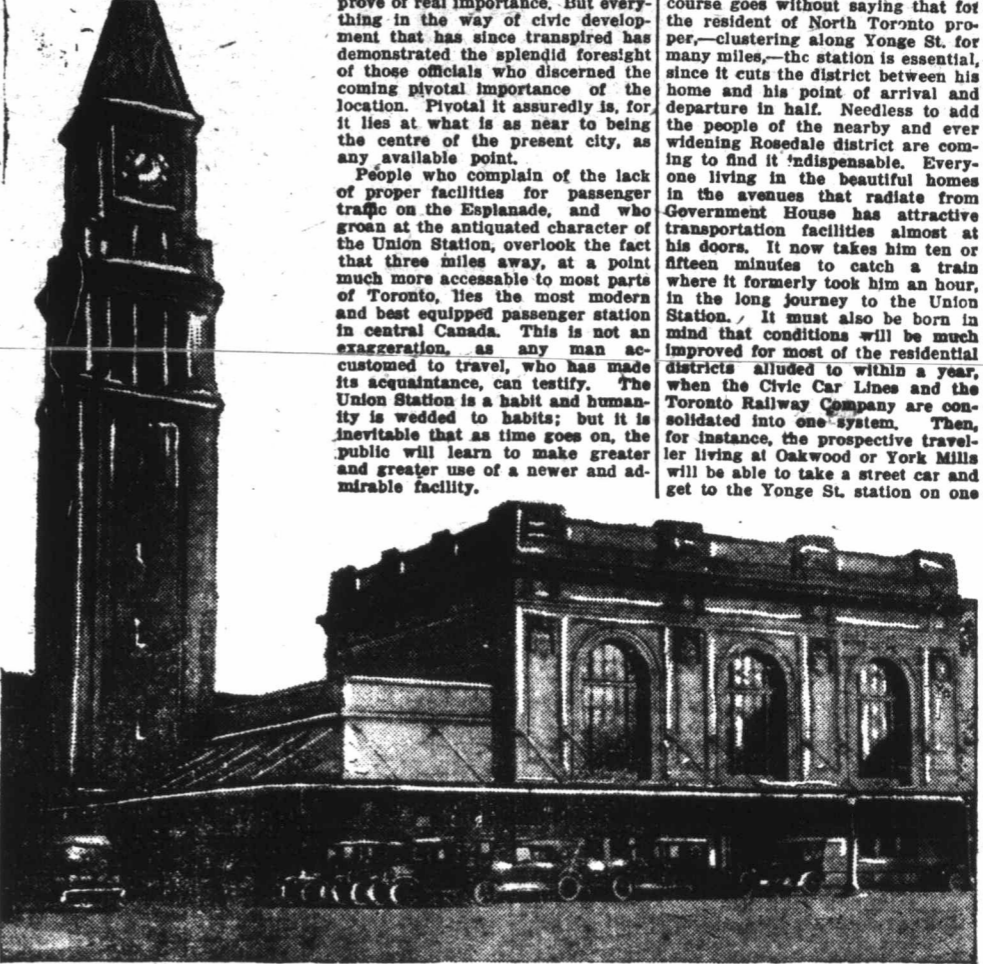 prove of real importance. But every-
thing in the way of civic develop-
ment that has since transpired has
demonstrated the splendid foresight
of those officials who discerned the
coming pivotal importance of the
location. Pivotal it assuredly is, for
it lies at what is as near to being
the centre of the present city, as
any available point.
People who complain of the lack
of proper facilities for passenger
traffic on the Esplanade, and who
groan at the antiquated character of
the Union Station, overlook the fact
that three miles away, at a point
much more accessable to most parts
of Toronto, lies the most modern
and best equipped passenger station
in central Canada. This is not an
exaggeration, as any man ac-
customed to travel, who has made
its acquaintance, can testify. The
Union Station is a habit and human-
ity is wedded to habits; but it is
inevitable that as time goes on, the
public will learn to make greater
and greater use of a newer and ad-
mirable facility.
course goes without saying that for
the resident of North Toronto pro-
per,—clustering along Yonge St. for
many miles,—the station is essential,
since it cuts the district between his
home and his point of arrival and
departure in half. Needless to add
the people of the nearby and ever
widening Rosedale district are com-
ing to find it indispensable. Every-
one living in the beautiful homes
in the avenues that radiate from
Government House has attractive
transportation facilities almost at
his doors. It now takes him ten or
fifteen minutes to catch a train
where it formerly took him an hour,
in the long journey to the Union
Station. It must also be born in
mind that conditions will be much
improved for most of the residential
districts alluded to within a year,
when the Civic Car Lines and the
Toronto Railway Company are con-
solidated into one system. Then,
for instance, the prospective travel-
ler living at Oakwood or York Mills
will be able to take a street car and
get to the Yonge St. station on one